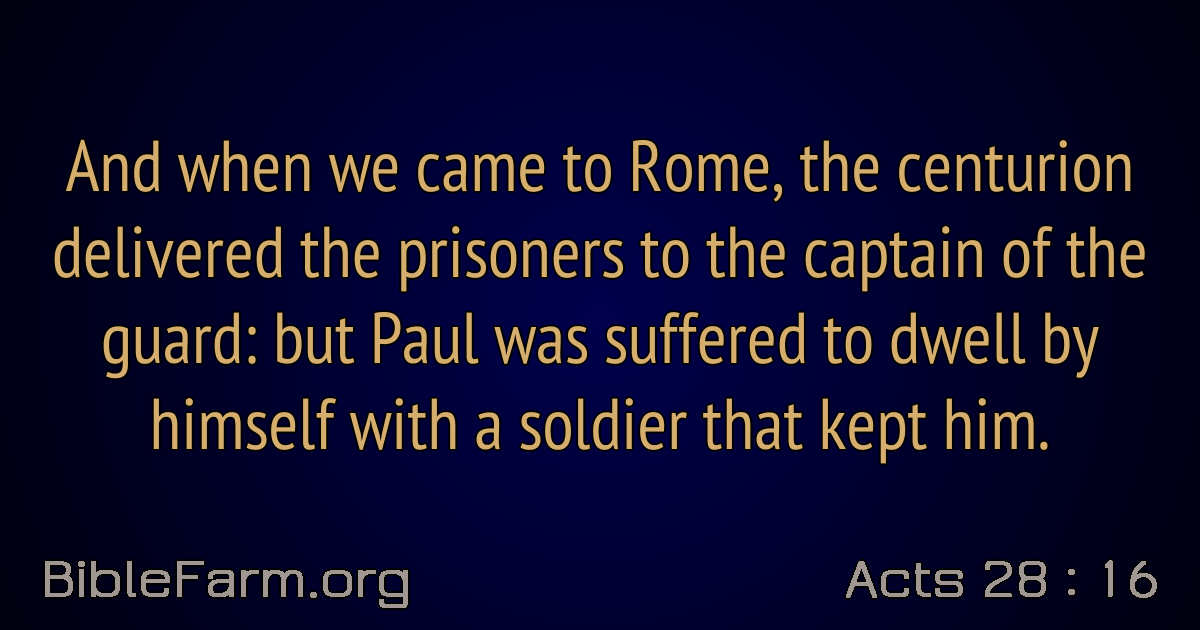 And when we came to Rome, the centurion
delivered the prisoners to the captain of the
guard: but Paul was suffered to dwell by
himself with a soldier that kept him.
BibleFarm.org
Acts 28 : 16